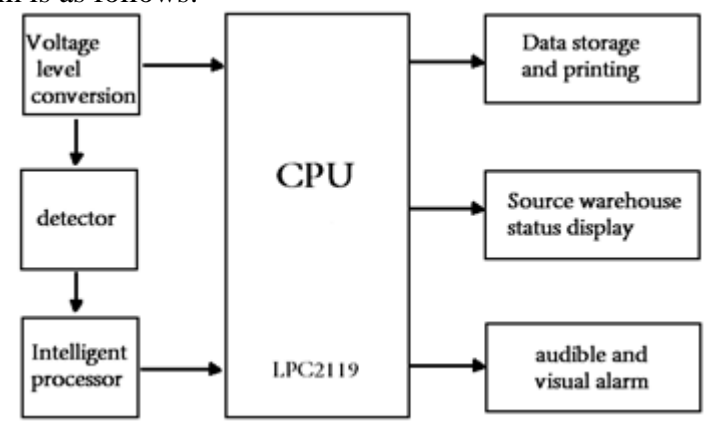 m is as follows:
Voltage
level
conversion
detector
Intelligent
processor
CPU
LPC2119
Data storage
and printing
Source warehouse
status display
audible and
visual alarm